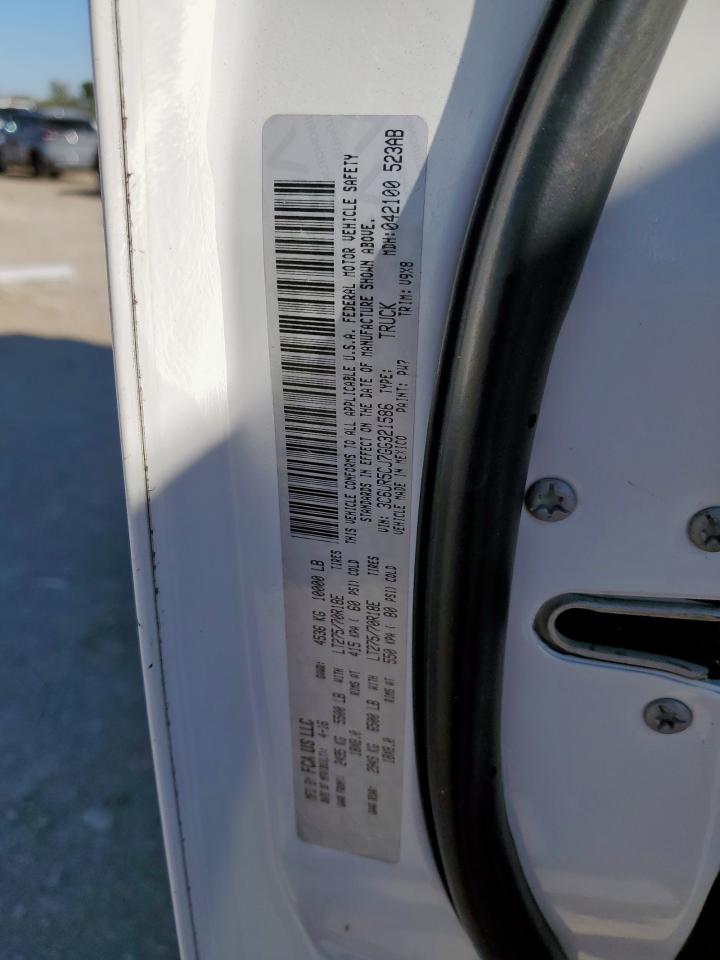 MFD BY FCA US LLC
DATE OF MFR: 4-16 GVWR: 4536 KG 10000 LB
GAWR FRONT: 2495 KG 5500 LB WITH LT275/70R18E TIRES
18X8.0 RIMS AT 415 KPA ( 60 PSI) COLD
GAWR REAR: 2949 KG 6500 LB WITH LT275/70R18E TIRES
18X8.0 RIMS AT 550 KPA ( 80 PSI) COLD
THIS VEHICLE CONFORMS TO ALL APPLICABLE U.S.A. FEDERAL MOTOR VEHICLE SAFETY
STANDARDS IN EFFECT ON THE DATE OF MANUFACTURE SHOWN ABOVE.
VIN: 3C6UR5CJ7GG321586 TYPE: TRUCK MDH:042100 523AB
VEHICLE MADE IN MEXICO PAINT: PW7 TRIM: V9X8